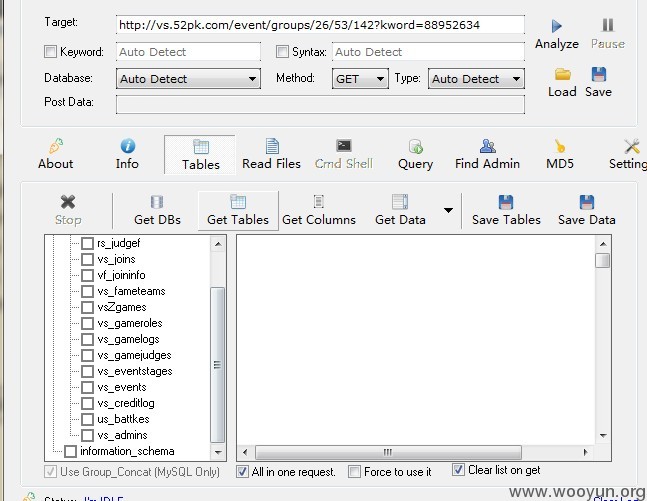 Target: http://vs.52pk.com/event/groups/26/53/142?kword=88952634
Analyze Pause
Keyword: Auto Detect Syntax: Auto Detect
Database: Auto Detect Method: GET Type: Auto Detect
Load Save
Post Data:
About Info Tables Read Files Cmd Shell Query Find Admin MD5 Setting
Stop Get DBs Get Tables Get Columns Get Data Save Tables Save Data
rs_judgef
vs_joins
vf_joininfo
vs_fameteams
vsZgames
vs_gameroles
vs_gamelogs
vs_gamejudges
vs_eventstages
vs_events
vs_creditlog
us_battkes
vs_admins
information_schema
Use Group_Concat (MySQL Only) All in one request. Force to use it Clear list on get
www.wooyun.org
Status: I'm IDLE